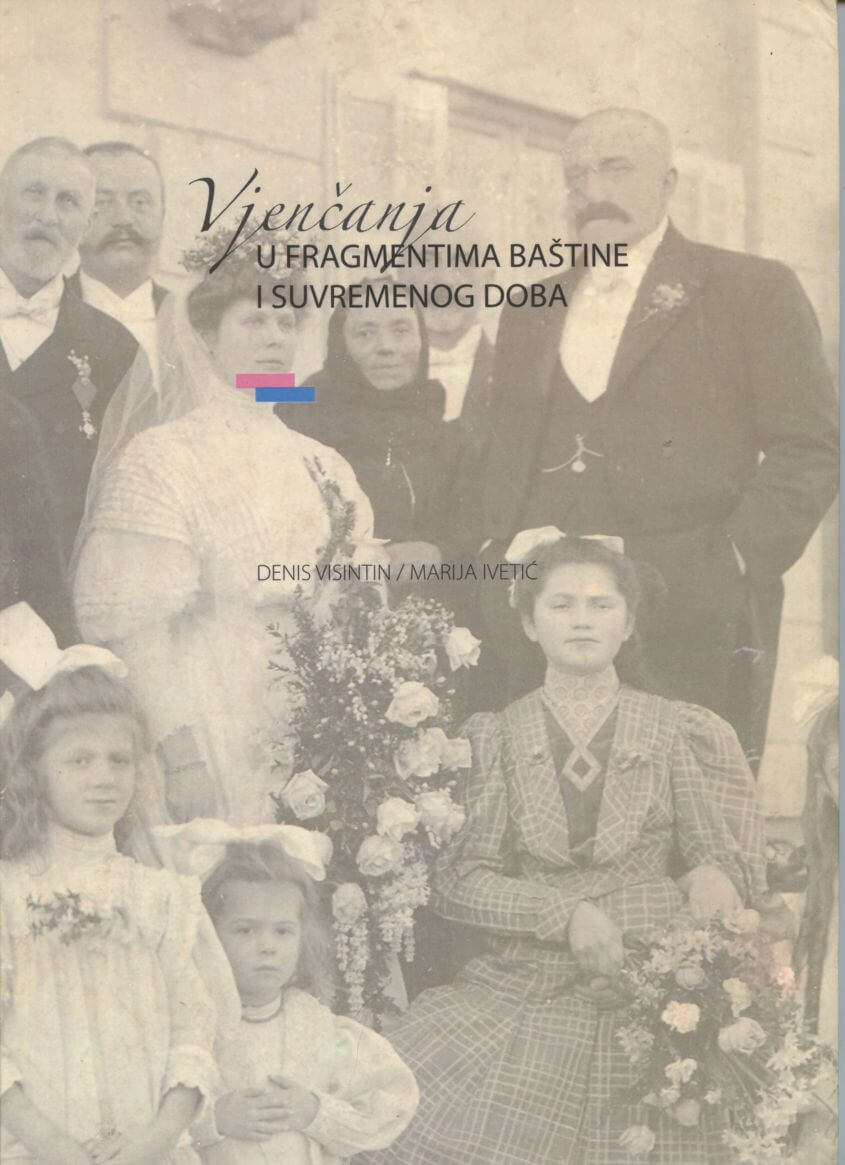 Vjenčanja
U FRAGMENTIMA BAŠTINE
I SUVREMENOG DOBA
DENIS VISINTIN / MARIJA IVETIĆ